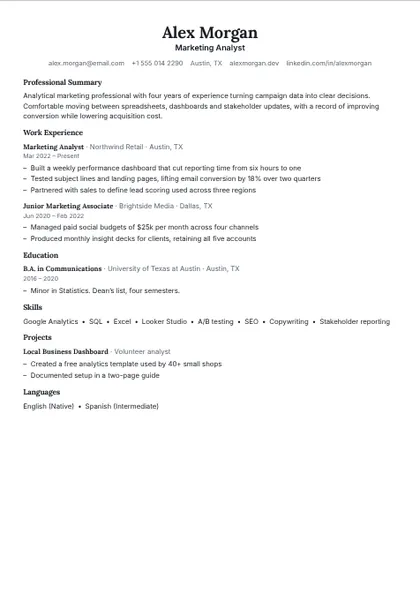 Alex Morgan
Marketing Analyst
alex.morgan@email.com +1 555 014 2290 Austin, TX alexmorgan.dev linkedin.com/in/alexmorgan
Professional Summary
Analytical marketing professional with four years of experience turning campaign data into clear decisions.
Comfortable moving between spreadsheets, dashboards and stakeholder updates, with a record of improving
conversion while lowering acquisition cost.
Work Experience
Marketing Analyst · Northwind Retail · Austin, TX
Mar 2022 – Present
– Built a weekly performance dashboard that cut reporting time from six hours to one
– Tested subject lines and landing pages, lifting email conversion by 18% over two quarters
– Partnered with sales to define lead scoring used across three regions
Junior Marketing Associate · Brightside Media · Dallas, TX
Jun 2020 – Feb 2022
– Managed paid social budgets of $25k per month across four channels
– Produced monthly insight decks for clients, retaining all five accounts
Education
B.A. in Communications · University of Texas at Austin · Austin, TX
2016 – 2020
– Minor in Statistics. Dean's list, four semesters.
Skills
Google Analytics • SQL • Excel • Looker Studio • A/B testing • SEO • Copywriting • Stakeholder reporting
Projects
Local Business Dashboard · Volunteer analyst
– Created a free analytics template used by 40+ small shops
– Documented setup in a two-page guide
Languages
English (Native) • Spanish (Intermediate)